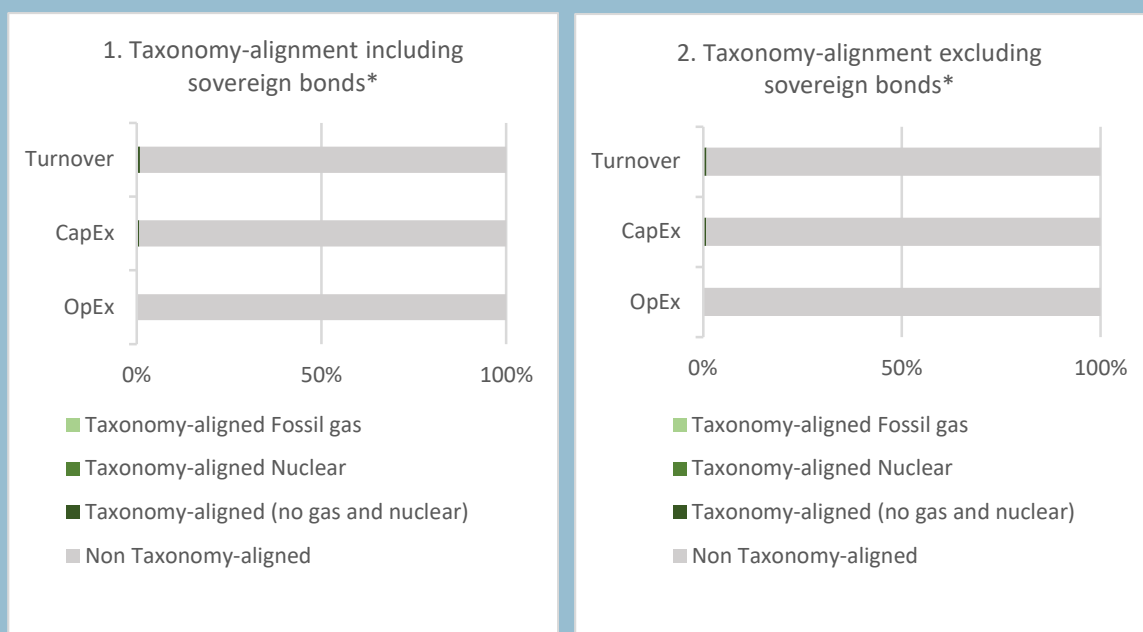 1. Taxonomy-alignment including
sovereign bonds*
Turnover
CapEx
OpEx
0%
50%
100%
Taxonomy-aligned Fossil gas
Taxonomy-aligned Nuclear
Taxonomy-aligned (no gas and nuclear)
Non Taxonomy-aligned
2. Taxonomy-alignment excluding
sovereign bonds*
Turnover
CapEx
OpEx
0%
50%
100%
Taxonomy-aligned Fossil gas
Taxonomy-aligned Nuclear
Taxonomy-aligned (no gas and nuclear)
Non Taxonomy-aligned